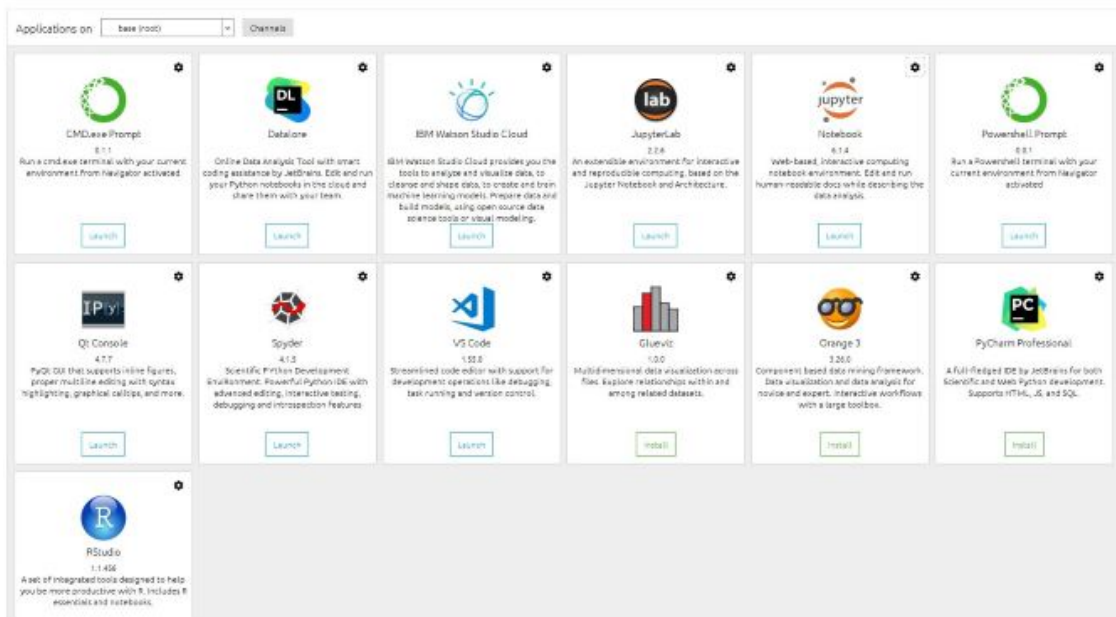 Applications on base (root) Channels
CMD.exe Prompt
0.1.1
Run a cmd.exe terminal with your current
environment from Navigator activated
Launch
DL
Datalore
Online Data Analysis Tool with smart
coding assistance by JetBrains. Edit and run
your Python notebooks in the cloud and
share them with your team.
Launch
IBM Watson Studio Cloud
IBM Watson Studio Cloud provides you the
tools to analyze and visualize data, to
cleanse and shape data, to create and train
machine learning models. Prepare data and
build models, using open source data
science tools or visual modeling.
Launch
lab
JupyterLab
2.2.6
An extensible environment for interactive
and reproducible computing, based on the
Jupyter Notebook and Architecture.
Launch
jupyter
Notebook
6.1.4
Web-based, interactive computing
notebook environment. Edit and run
human-readable docs while describing the
data analysis.
Launch
Powershell Prompt
0.0.1
Run a Powershell terminal with your
current environment from Navigator
activated
Launch
IP[y]:
Qt Console
4.7.7
PyQt GUI that supports inline figures,
proper multiline editing with syntax
highlighting, graphical calltips, and more.
Launch
Spyder
4.1.5
Scientific PYthon Development
EnviRonment. Powerful Python IDE with
advanced editing, interactive testing,
debugging and introspection features
Launch
VS Code
1.55.0
Streamlined code editor with support for
development operations like debugging,
task running and version control.
Launch
Glueviz
1.0.0
Multidimensional data visualization across
files. Explore relationships within and
among related datasets.
Install
Orange 3
3.26.0
Component based data mining framework.
Data visualization and data analysis for
novice and expert. Interactive workflows
with a large toolbox.
Install
PC
PyCharm Professional
A full-fledged IDE by JetBrains for both
Scientific and Web Python development.
Supports HTML, JS, and SQL.
Install
R
RStudio
1.1.456
A set of integrated tools designed to help
you be more productive with R. Includes R
essentials and notebooks.